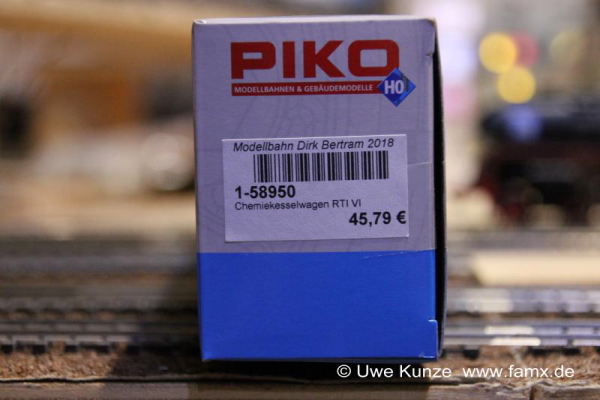 PIKO
MODELLBAHNEN & GEBÄUDEMODELLE
H0
Modellbahn Dirk Bertram 2018
1-58950
Chemiekesselwagen RTI VI
45,79 €
© Uwe Kunze www.famx.de